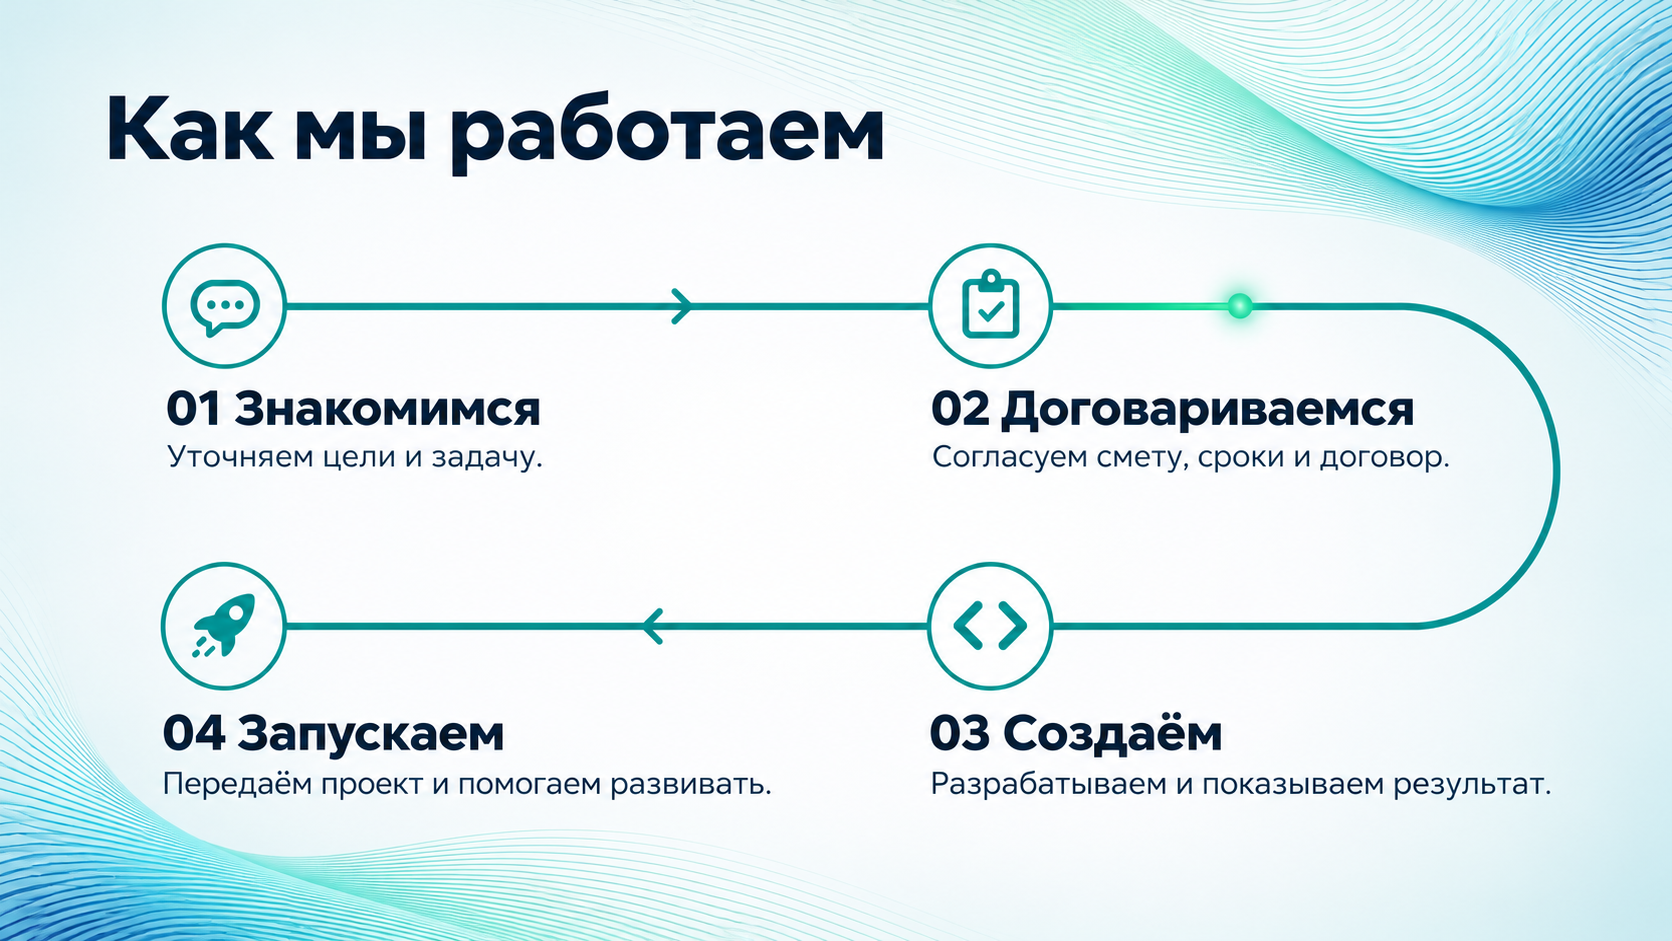 Как мы работаем
01 Знакомимся
Уточняем цели и задачу.
02 Договариваемся
Согласуем смету, сроки и договор.
03 Создаём
Разрабатываем и показываем результат.
04 Запускаем
Передаём проект и помогаем развивать.